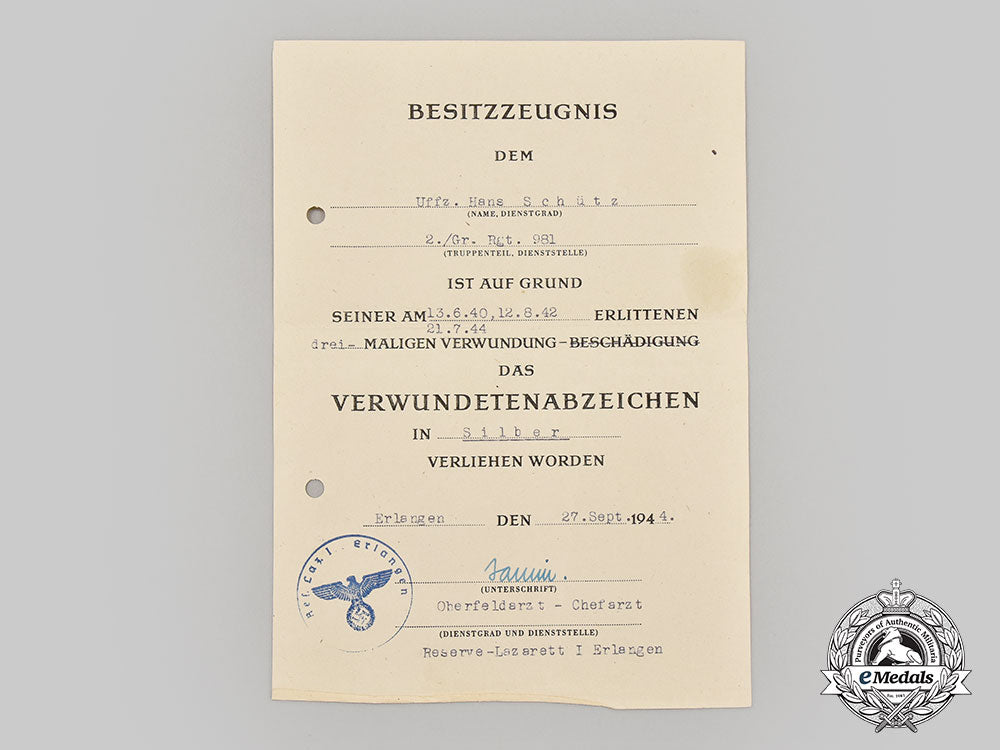 BESITZZEUGNIS
DEM
Uffz. Hans Schütz
(NAME, DIENSTGRAD)
2./Gr. Rgt. 981
(TRUPPENTEIL, DIENSTSTELLE)
IST AUF GRUND
SEINER AM 13.6.40, 12.8.42 ERLITTENEN
21.7.44
drei- MALIGEN VERWUNDUNG – BESCHÄDIGUNG
DAS
VERWUNDETENABZEICHEN
IN Silber
VERLIEHEN WORDEN
Erlangen DEN 27. Sept. 1944.
Res. Laz. I Erlangen
(UNTERSCHRIFT)
Oberfeldarzt - Chefarzt
(DIENSTGRAD UND DIENSTSTELLE)
Reserve-Lazarett I Erlangen
Purveyors of Authentic Militaria
eMedals